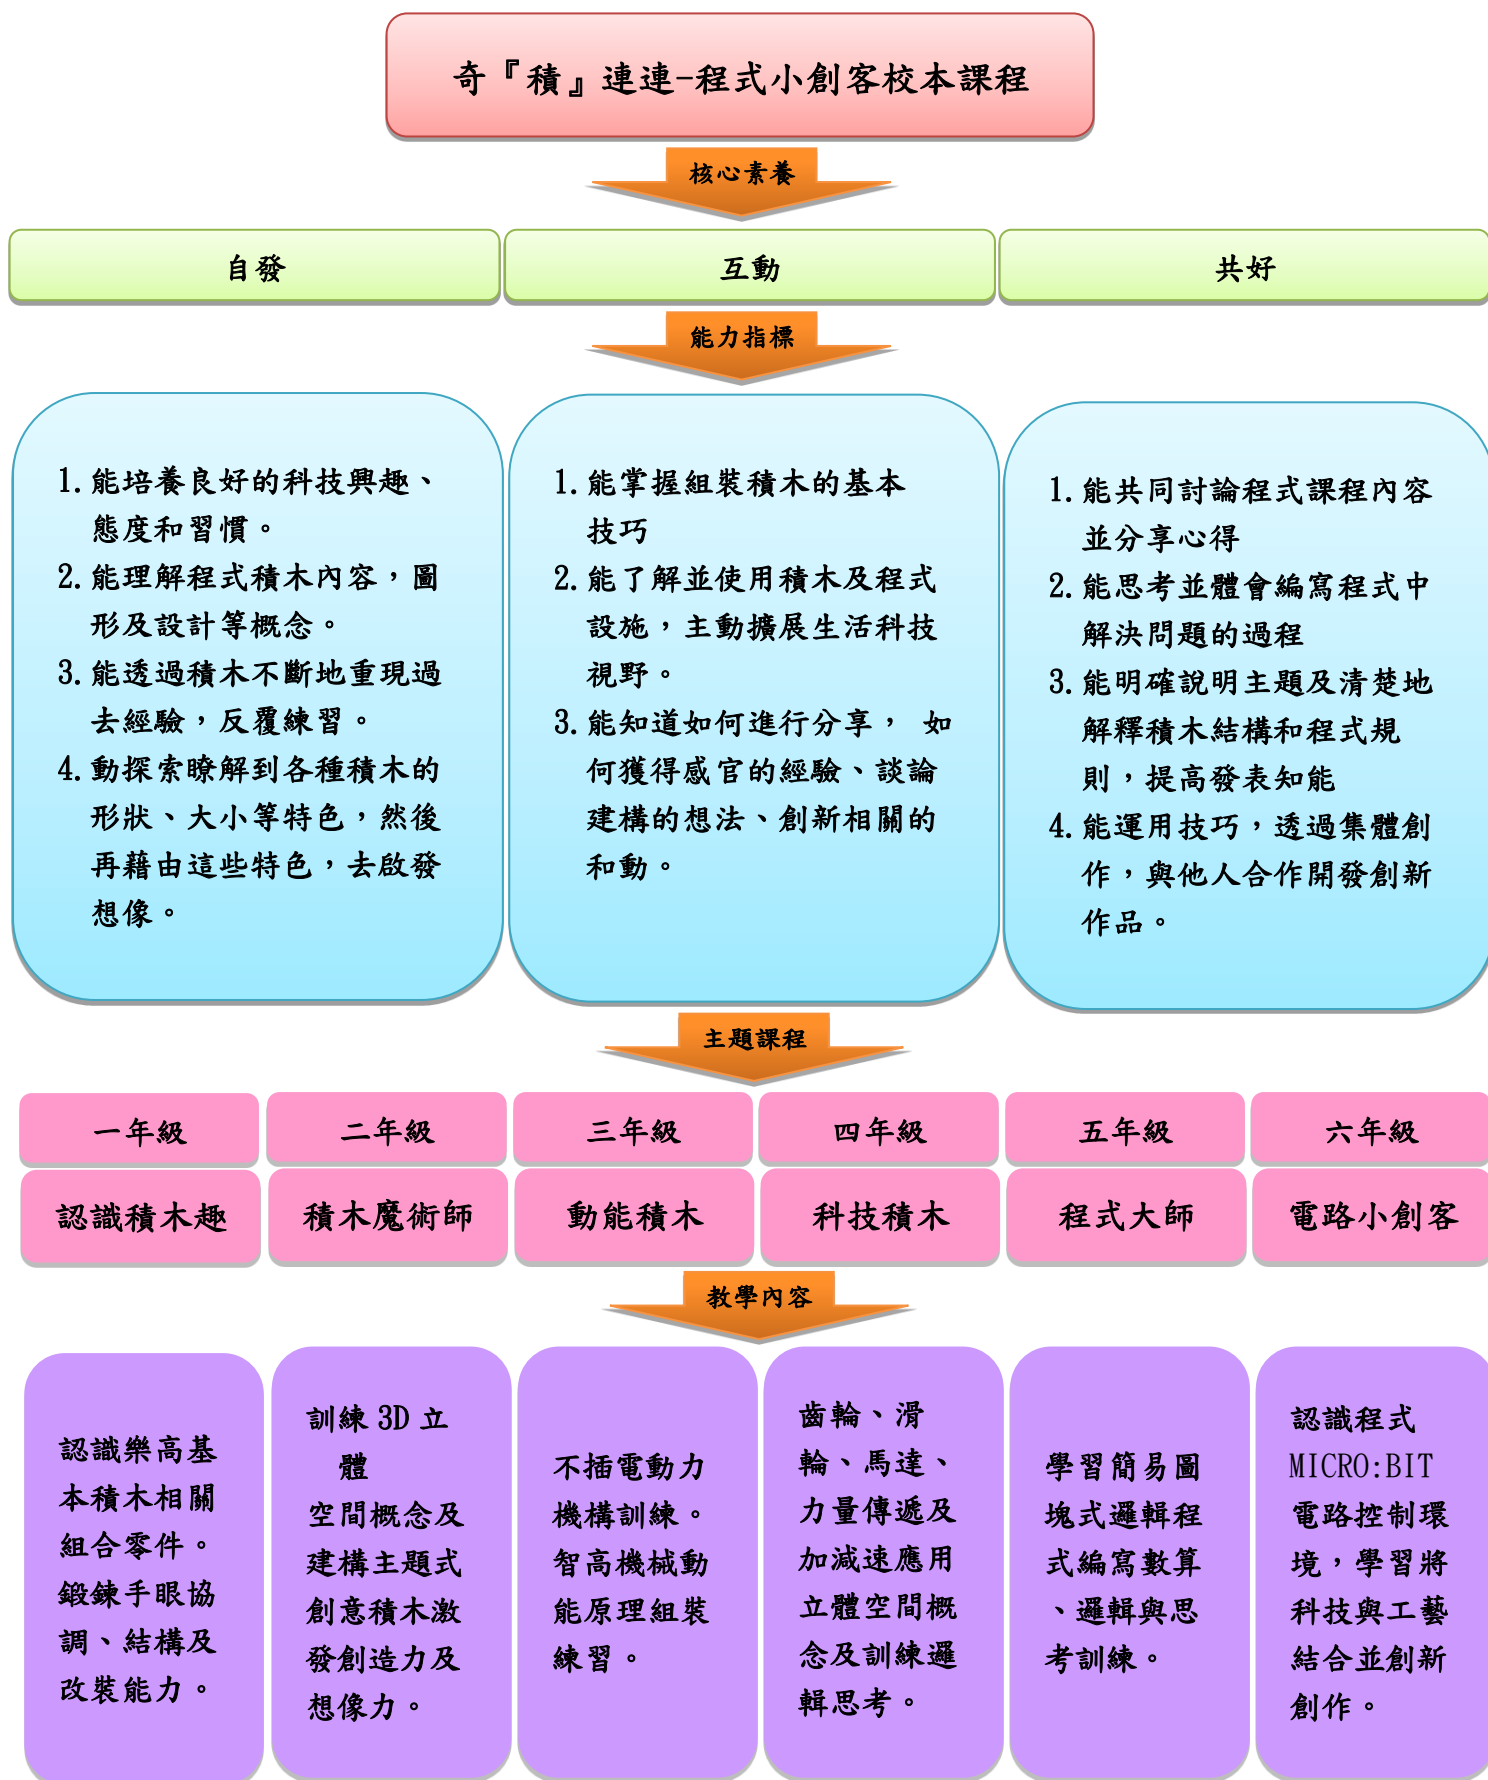 奇『積』連連-程式小創客校本課程
核心素養
自發
互動
共好
能力指標
1.能培養良好的科技興趣、
態度和習慣。
2.能理解程式積木內容，圖
形及設計等概念。
3.能透過積木不斷地重現過
去經驗，反覆練習。
4.動探索瞭解到各種積木的
形狀、大小等特色，然後
再藉由這些特色，去啟發
想像。
1.能掌握組裝積木的基本
技巧
2.能了解並使用積木及程式
設施，主動擴展生活科技
視野。
3.能知道如何進行分享， 如
何獲得感官的經驗、談論
建構的想法、創新相關的
和動。
1.能共同討論程式課程內容
並分享心得
2.能思考並體會編寫程式中
解決問題的過程
3.能明確說明主題及清楚地
解釋積木結構和程式規
則，提高發表知能
4.能運用技巧，透過集體創
作，與他人合作開發創新
作品。
主題課程
一年級
二年級
三年級
四年級
五年級
六年級
認識積木趣
積木魔術師
動能積木
科技積木
程式大師
電路小創客
教學內容
認識樂高基
本積木相關
組合零件。
鍛鍊手眼協
調、結構及
改裝能力。
訓練 3D 立
體
空間概念及
建構主題式
創意積木激
發創造力及
想像力。
不插電動力
機構訓練。
智高機械動
能原理組裝
練習。
齒輪、滑
輪、馬達、
力量傳遞及
加減速應用
立體空間概
念及訓練邏
輯思考。
學習簡易圖
塊式邏輯程
式編寫數算
、邏輯與思
考訓練。
認識程式
MICRO:BIT
電路控制環
境，學習將
科技與工藝
結合並創新
創作。